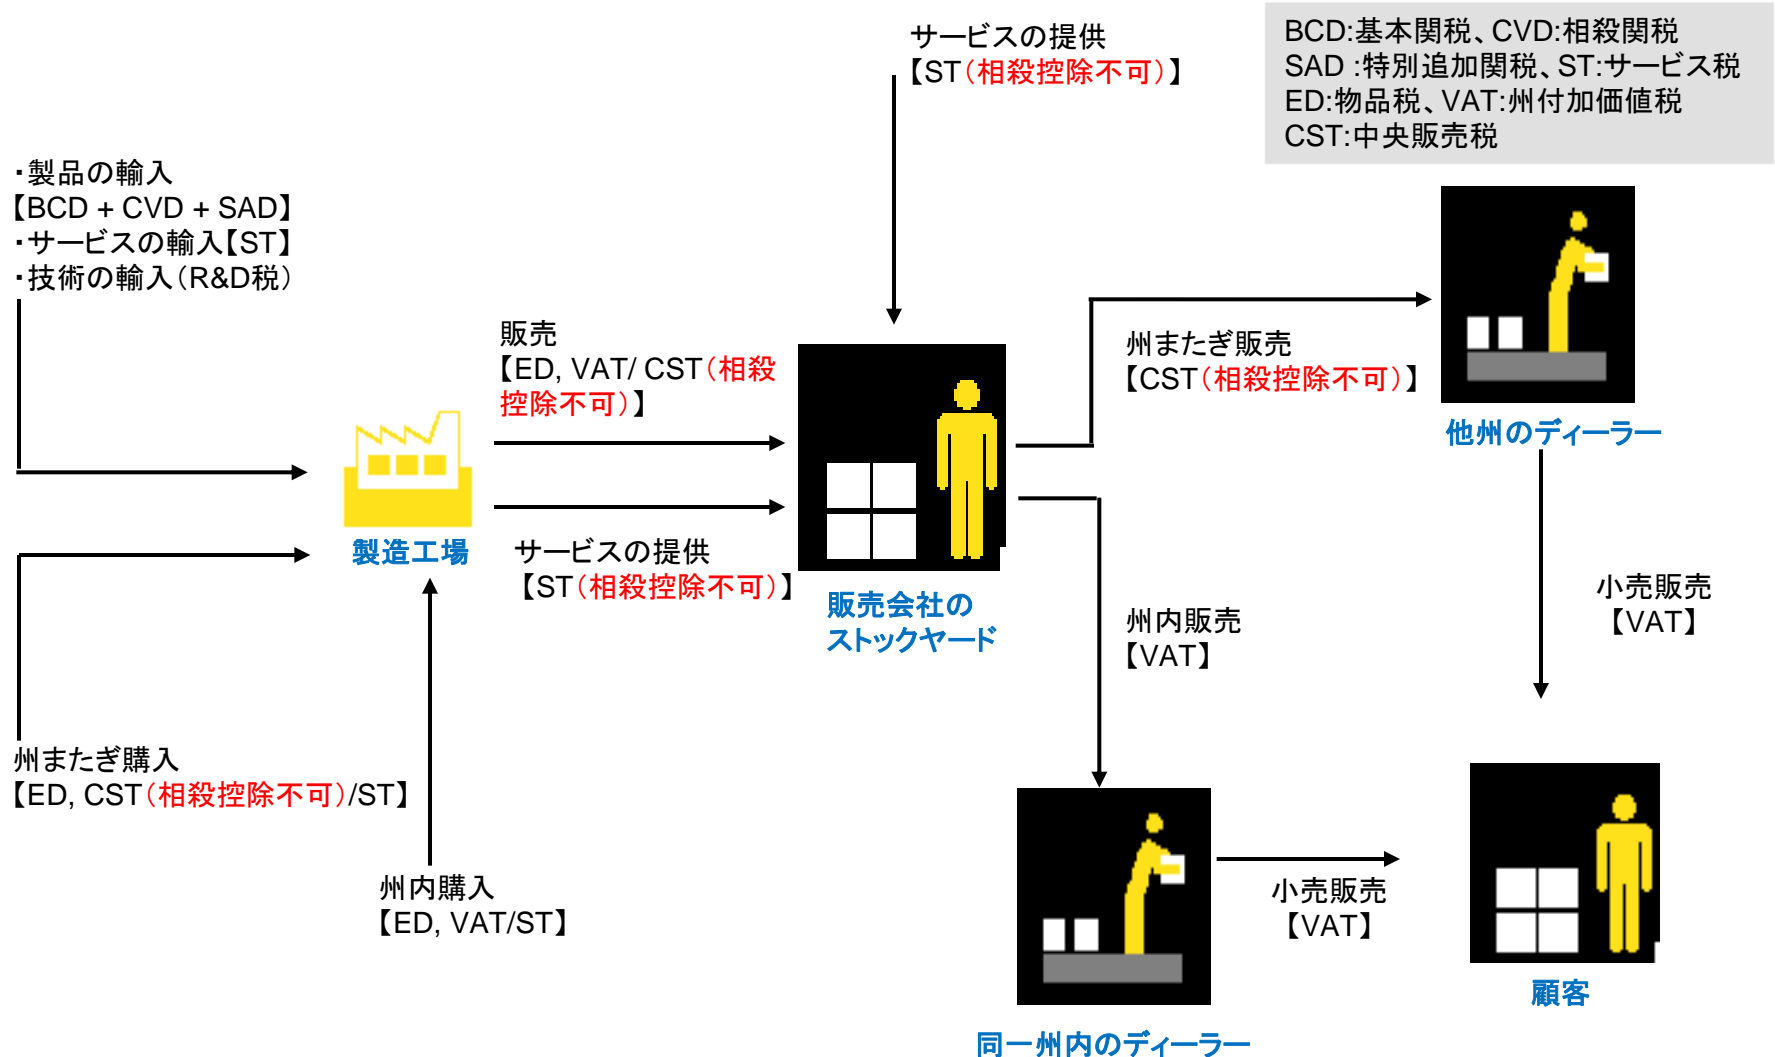 サービスの提供
【ST(相殺控除不可)】
BCD:基本関税、CVD:相殺関税
SAD :特別追加関税、ST:サービス税
ED:物品税、VAT:州付加価値税
CST:中央販売税
・製品の輸入
【BCD + CVD + SAD】
・サービスの輸入【ST】
・技術の輸入(R&D税)
販売
【ED, VAT/ CST(相殺
控除不可)】
州またぎ販売
【CST(相殺控除不可)】
他州のディーラー
製造工場
サービスの提供
【ST(相殺控除不可)】
販売会社の
ストックヤード
州内販売
【VAT】
小売販売
【VAT】
州またぎ購入
【ED, CST(相殺控除不可)/ST】
州内購入
【ED, VAT/ST】
小売販売
【VAT】
顧客
同一州内のディーラー